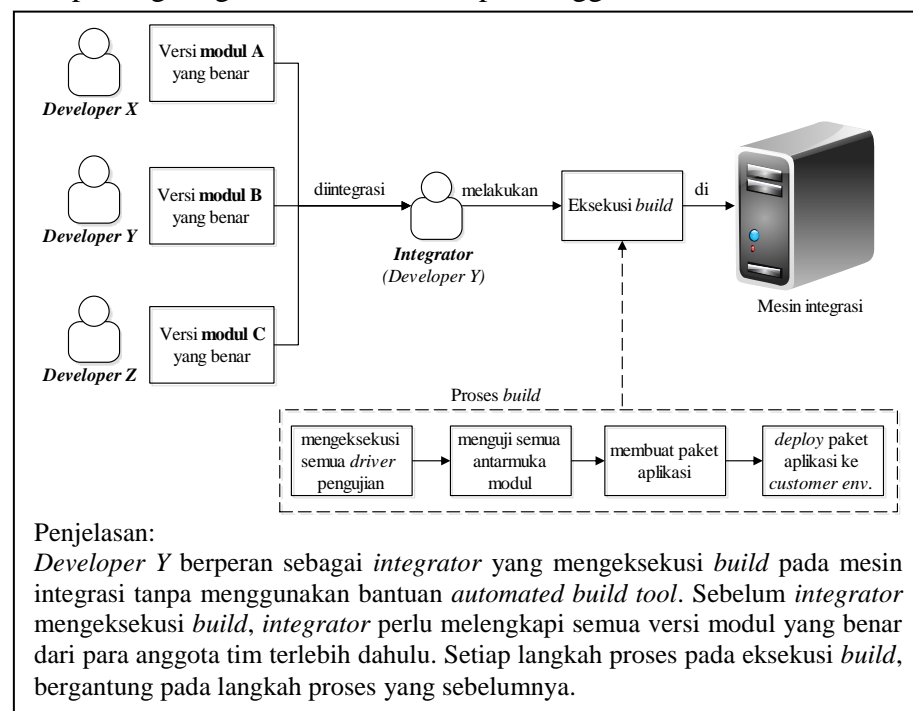 Versi modul A
yang benar
Developer X
Versi modul B
yang benar
Developer Y
Versi modul C
yang benar
Developer Z
diintegrasi
Integrator
(Developer Y)
melakukan
Eksekusi build
di
Mesin integrasi
Proses build
mengeksekusi
semua driver
pengujian
menguji semua
antarmuka
modul
membuat paket
aplikasi
deploy paket
aplikasi ke
customer env.
Penjelasan:
Developer Y berperan sebagai integrator yang mengeksekusi build pada mesin
integrasi tanpa menggunakan bantuan automated build tool. Sebelum integrator
mengeksekusi build, integrator perlu melengkapi semua versi modul yang benar
dari para anggota tim terlebih dahulu. Setiap langkah proses pada eksekusi build,
bergantung pada langkah proses yang sebelumnya.